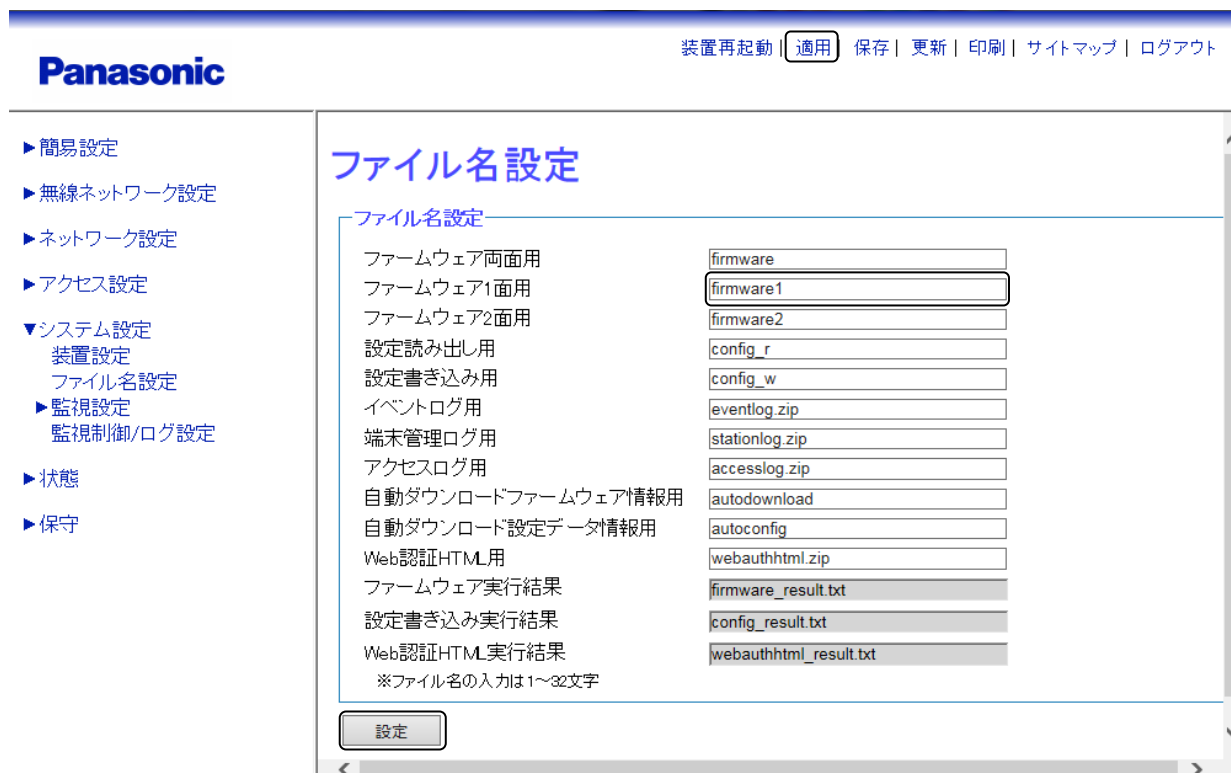 装置再起動 | 適用 | 保存 | 更新 | 印刷 | サイトマップ | ログアウト
Panasonic
▶簡易設定
▶無線ネットワーク設定
▶ネットワーク設定
▶アクセス設定
▼システム設定
装置設定
ファイル名設定
▶監視設定
監視制御/ログ設定
▶状態
▶保守
ファイル名設定
ファイル名設定
ファームウェア両面用 firmware
ファームウェア1面用 firmware1
ファームウェア2面用 firmware2
設定読み出し用 config_r
設定書き込み用 config_w
イベントログ用 eventlog.zip
端末管理ログ用 stationlog.zip
アクセスログ用 accesslog.zip
自動ダウンロードファームウェア情報用 autodownload
自動ダウンロード設定データ情報用 autoconfig
Web認証HTML用 webauthhtml.zip
ファームウェア実行結果 firmware_result.txt
設定書き込み実行結果 config_result.txt
Web認証HTML実行結果 webauthhtml_result.txt
※ファイル名の入力は1～32文字
設定